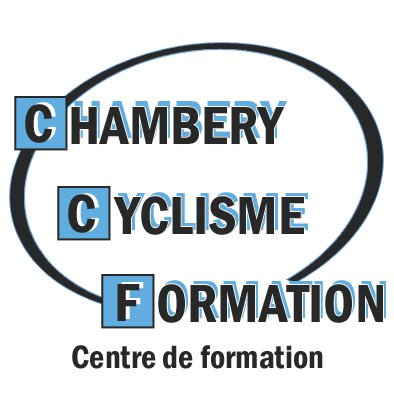 CHAMBERY
CYCLISME
FORMATION
Centre de formation